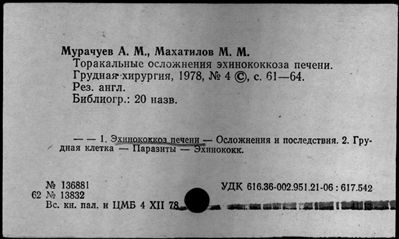 Мурачуев А. М., Махатилов М. М.
Торакальные осложнения эхинококкоза печени.
Грудная хирургия, 1978, № 4 ©, с. 61—64.
Рез. англ.
Библиогр.: 20 назв.
— — 1. Эхинококкоз печени — Осложнения и последствия. 2. Гру-
дная клетка — Паразиты — Эхинококк.
№ 136881
УДК 616.36-002.951.21-06 : 617.542
62 № 13832
Вс. кн. пал. и ЦМБ 4 XII 78